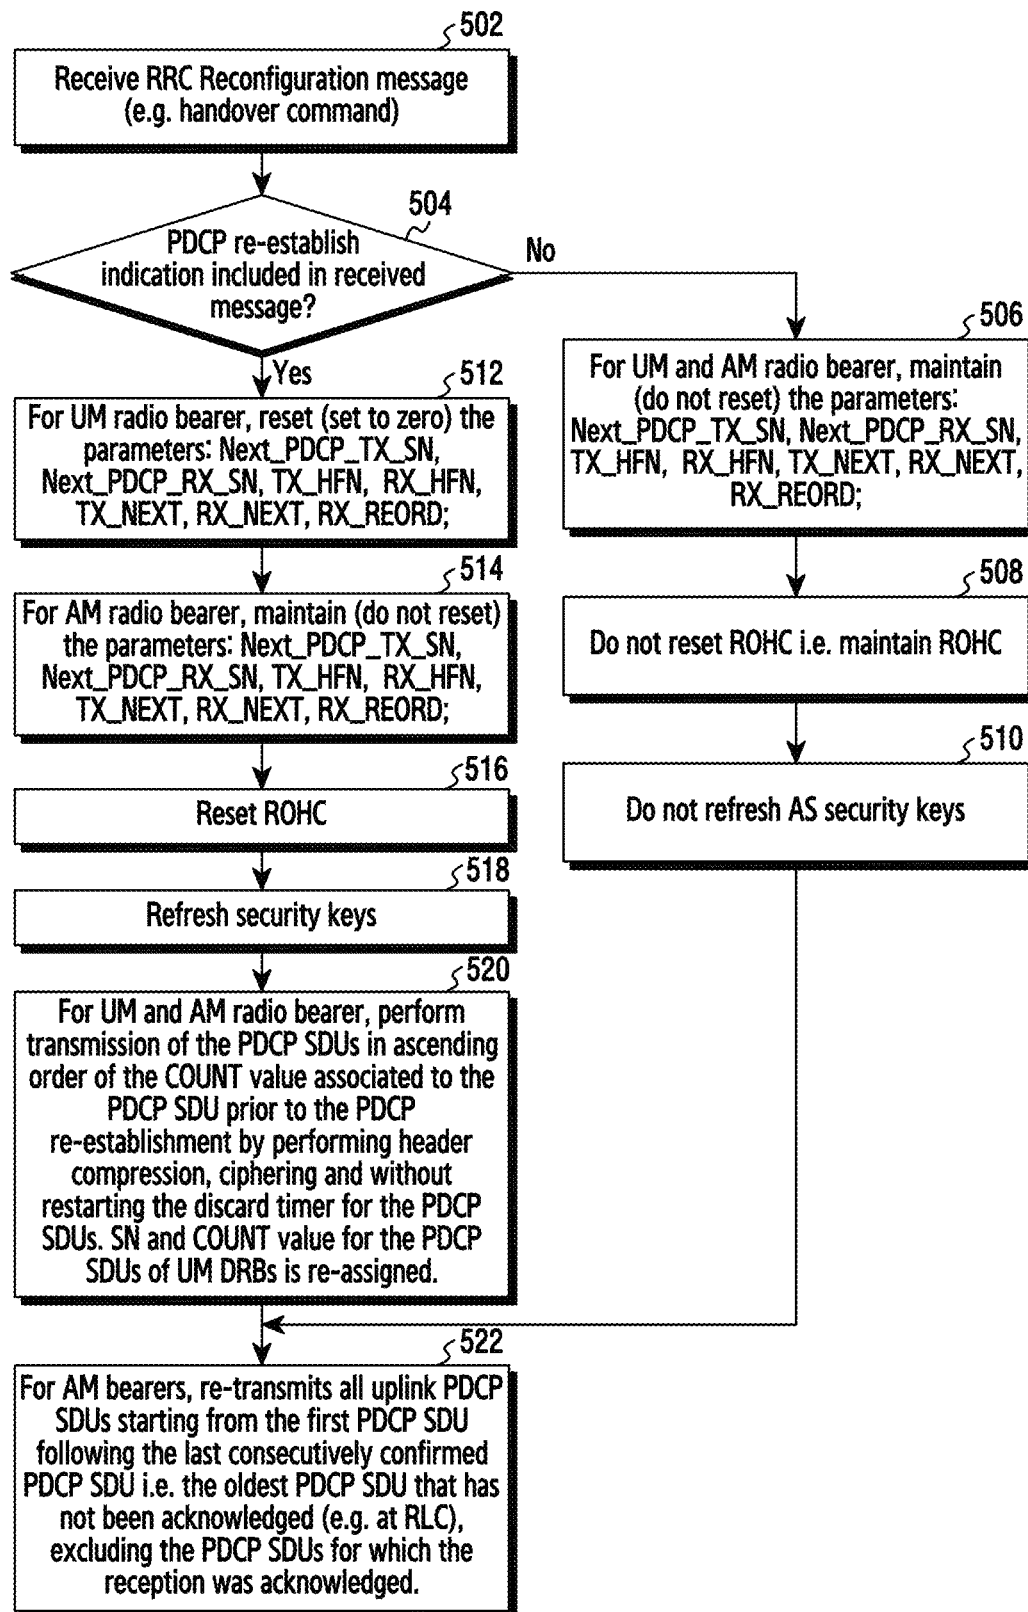 502
Receive RRC Reconfiguration message
(e.g. handover command)
504
PDCP re-establish
indication included in received
message?
No
Yes
506
For UM and AM radio bearer, maintain
(do not reset) the parameters:
Next_PDCP_TX_SN, Next_PDCP_RX_SN,
TX_HFN, RX_HFN, TX_NEXT, RX_NEXT,
RX_REORD;
508
Do not reset ROHC i.e. maintain ROHC
510
Do not refresh AS security keys
512
For UM radio bearer, reset (set to zero) the
parameters: Next_PDCP_TX_SN,
Next_PDCP_RX_SN, TX_HFN, RX_HFN,
TX_NEXT, RX_NEXT, RX_REORD;
514
For AM radio bearer, maintain (do not reset)
the parameters: Next_PDCP_TX_SN,
Next_PDCP_RX_SN, TX_HFN, RX_HFN,
TX_NEXT, RX_NEXT, RX_REORD;
516
Reset ROHC
518
Refresh security keys
520
For UM and AM radio bearer, perform
transmission of the PDCP SDUs in ascending
order of the COUNT value associated to the
PDCP SDU prior to the PDCP
re-establishment by performing header
compression, ciphering and without
restarting the discard timer for the PDCP
SDUs. SN and COUNT value for the PDCP
SDUs of UM DRBs is re-assigned.
522
For AM bearers, re-transmits all uplink PDCP
SDUs starting from the first PDCP SDU
following the last consecutively confirmed
PDCP SDU i.e. the oldest PDCP SDU that has
not been acknowledged (e.g. at RLC),
excluding the PDCP SDUs for which the
reception was acknowledged.